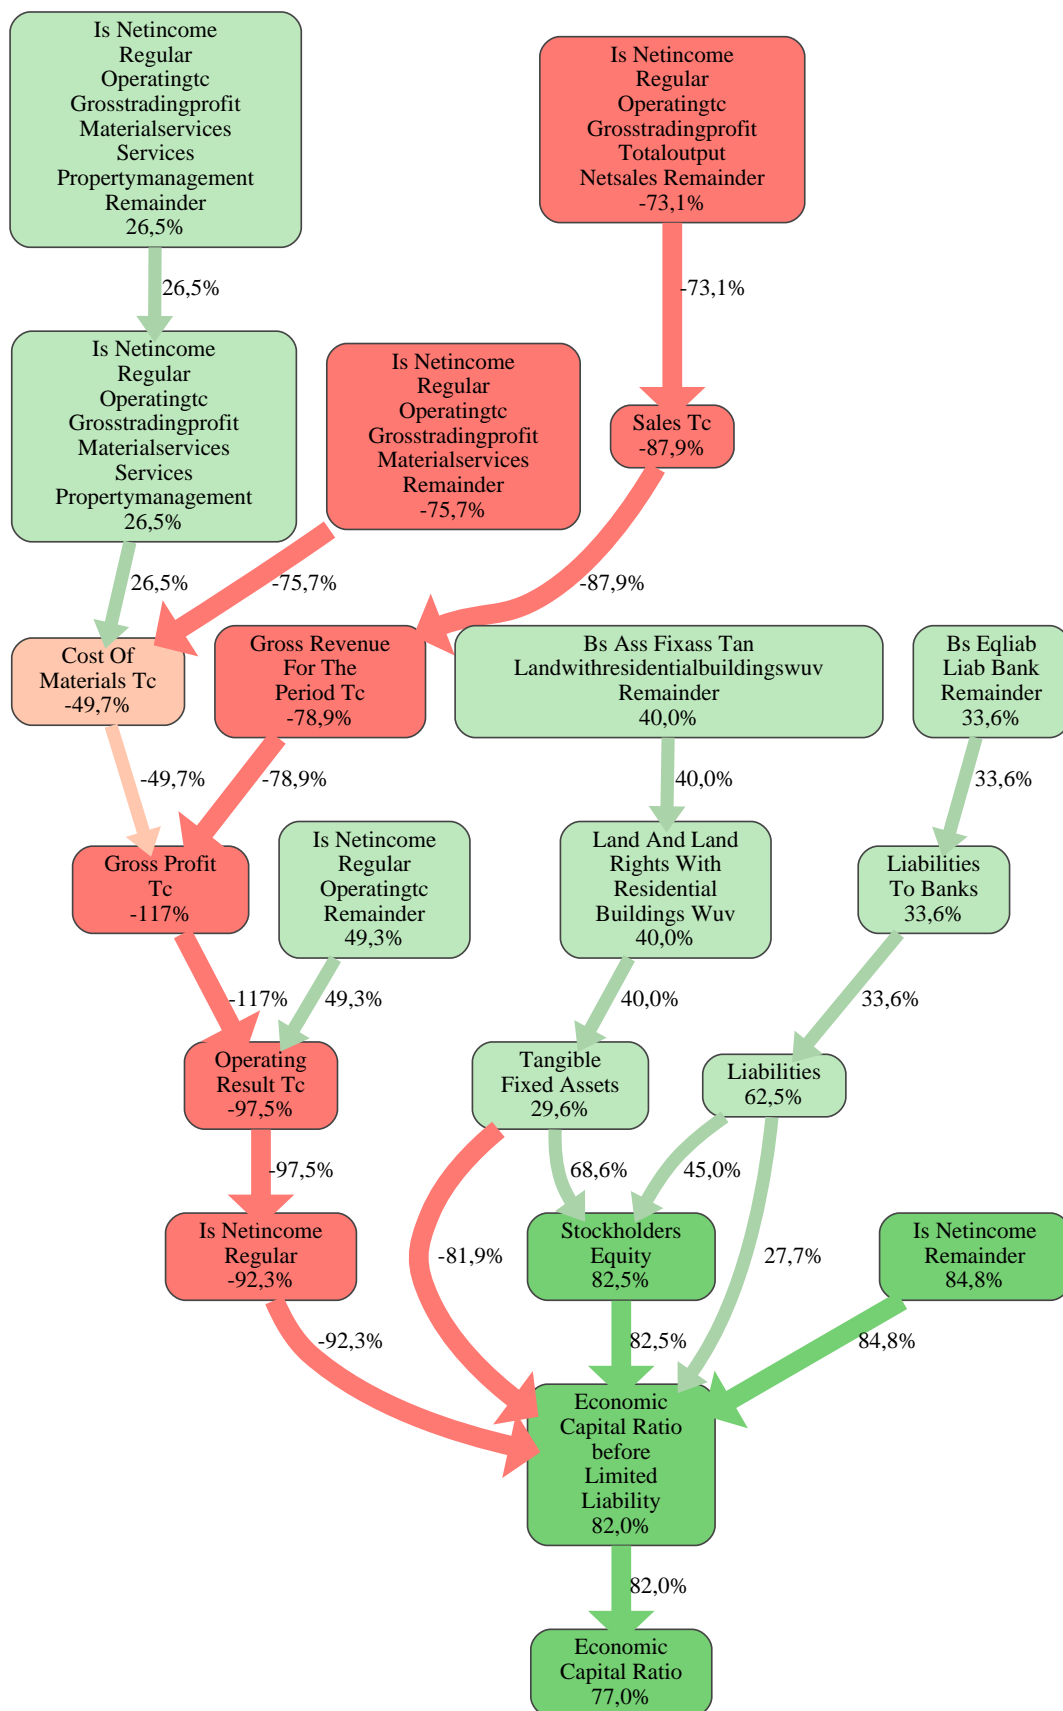 Is Netincome
Regular
Operatingtc
Grosstradingprofit
Materialservices
Services
Propertymanagement
Remainder
26,5%
Is Netincome
Regular
Operatingtc
Grosstradingprofit
Totaloutput
Netsales Remainder
-73,1%
26,5%
-73,1%
Is Netincome
Regular
Operatingtc
Grosstradingprofit
Materialservices
Services
Propertymanagement
26,5%
Is Netincome
Regular
Operatingtc
Grosstradingprofit
Materialservices
Remainder
-75,7%
Sales Tc
-87,9%
26,5%
-75,7%
-87,9%
Cost Of
Materials Tc
-49,7%
Gross Revenue
For The
Period Tc
-78,9%
Bs Ass Fixass Tan
Landwithresidentialbuildingswuv
Remainder
40,0%
Bs Eqliab
Liab Bank
Remainder
33,6%
-49,7%
-78,9%
40,0%
33,6%
Gross Profit
Tc
-117%
Is Netincome
Regular
Operatingtc
Remainder
49,3%
Land And Land
Rights With
Residential
Buildings Wuv
40,0%
Liabilities
To Banks
33,6%
-117%
49,3%
40,0%
33,6%
Operating
Result Tc
-97,5%
Tangible
Fixed Assets
29,6%
Liabilities
62,5%
-97,5%
68,6%
45,0%
Is Netincome
Regular
-92,3%
-81,9%
Stockholders
Equity
82,5%
27,7%
Is Netincome
Remainder
84,8%
-92,3%
82,5%
84,8%
Economic
Capital Ratio
before
Limited
Liability
82,0%
82,0%
Economic
Capital Ratio
77,0%